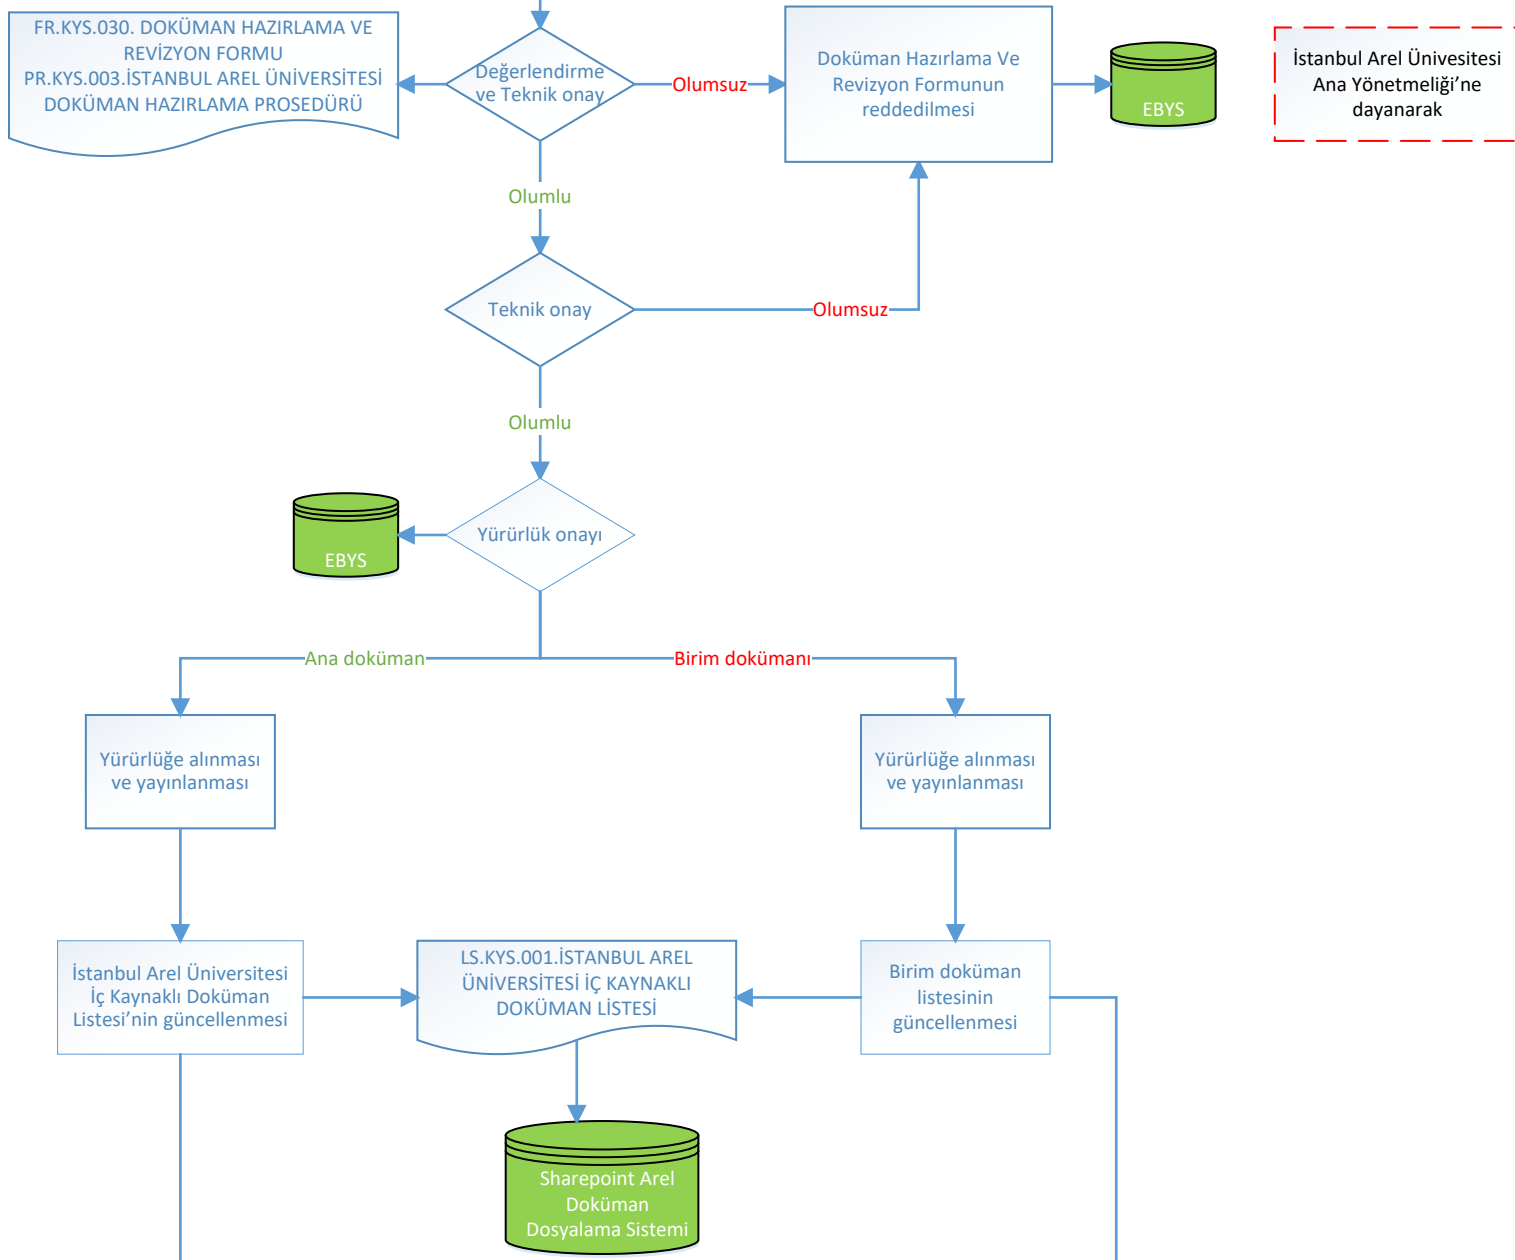 FR.KYS.030. DOKÜMAN HAZIRLAMA VE
REVİZYON FORMU
PR.KYS.003.İSTANBUL AREL ÜNİVERSİTESİ
DOKÜMAN HAZIRLAMA PROSEDÜRÜ
Değerlendirme
ve Teknik onay
Olumsuz
Doküman Hazırlama Ve
Revizyon Formunun
reddedilmesi
EBYS
İstanbul Arel Ünivesitesi
Ana Yönetmeliği’ne
dayanarak
Olumlu
Teknik onay
Olumsuz
Olumlu
EBYS
Yürürlük onayı
Ana doküman
Birim dokümanı
Yürürlüğe alınması
ve yayınlanması
Yürürlüğe alınması
ve yayınlanması
İstanbul Arel Üniversitesi
İç Kaynaklı Doküman
Listesi’nin güncellenmesi
LS.KYS.001.İSTANBUL AREL
ÜNİVERSİTESİ İÇ KAYNAKLI
DOKÜMAN LİSTESİ
Birim doküman
listesinin
güncellenmesi
Sharepoint Arel
Doküman
Dosyalama Sistemi